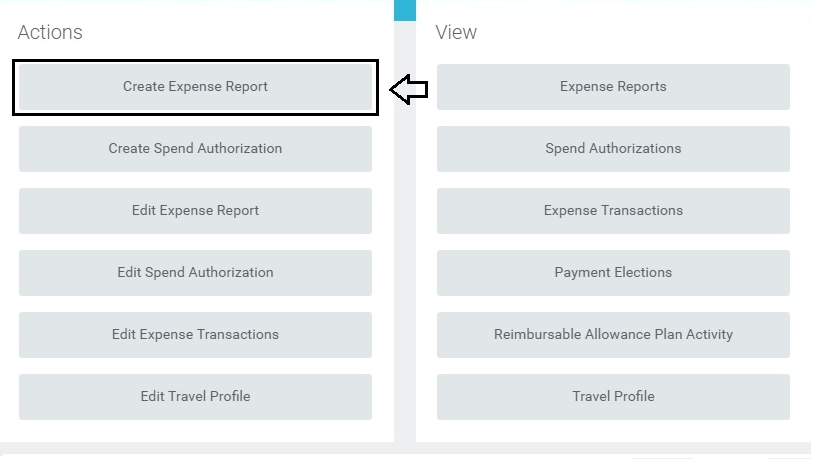 Actions
Create Expense Report
Create Spend Authorization
Edit Expense Report
Edit Spend Authorization
Edit Expense Transactions
Edit Travel Profile
View
Expense Reports
Spend Authorizations
Expense Transactions
Payment Elections
Reimbursable Allowance Plan Activity
Travel Profile